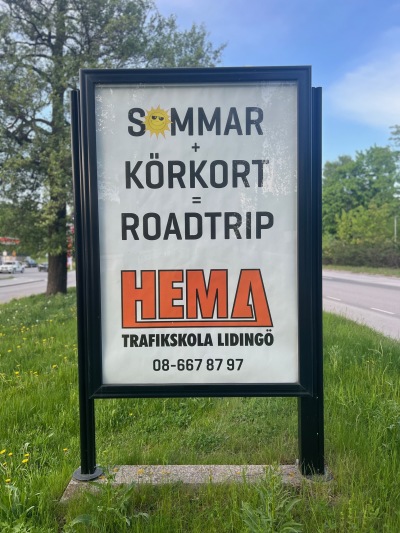 SOMMAR
+
KÖRKORT
=
ROADTRIP
HEMA
TRAFIKSKOLA LIDINGÖ
08-667 87 97